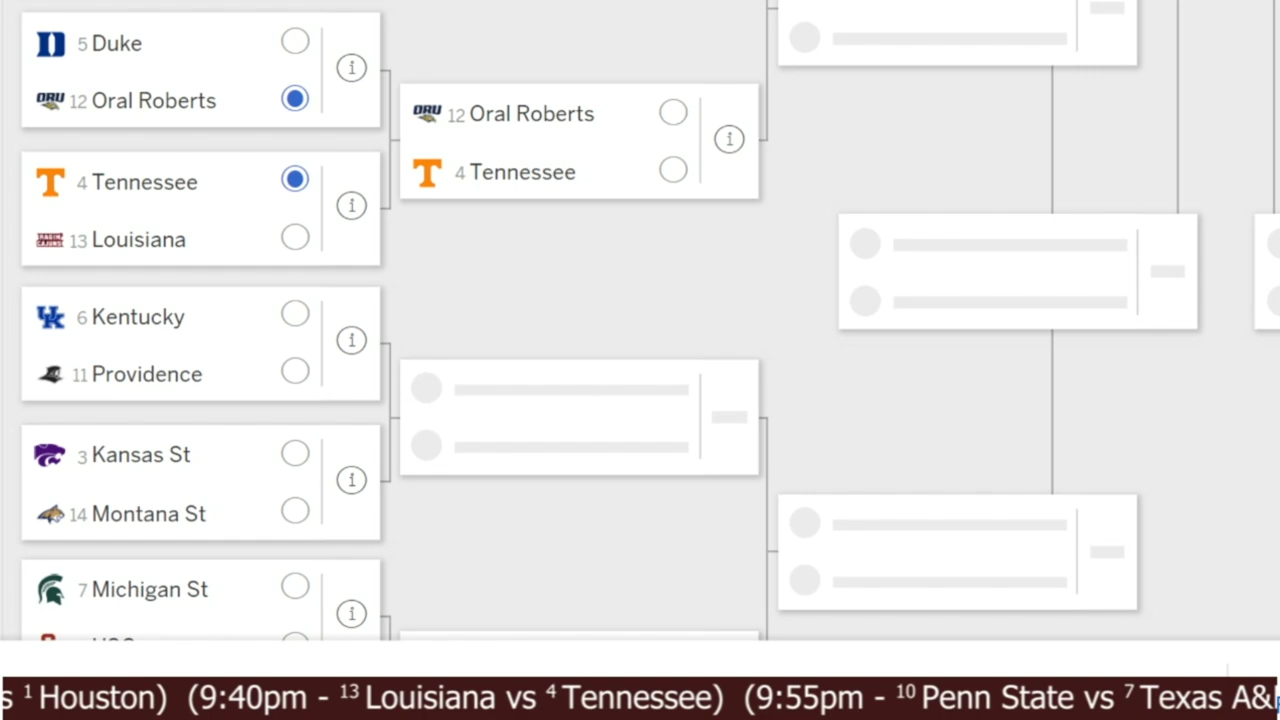 5 Duke
12 Oral Roberts
4 Tennessee
13 Louisiana
6 Kentucky
11 Providence
3 Kansas St
14 Montana St
7 Michigan St
12 Oral Roberts
4 Tennessee
s 1 Houston) (9:40pm - 13 Louisiana vs 4 Tennessee) (9:55pm - 10 Penn State vs 7 Texas A&